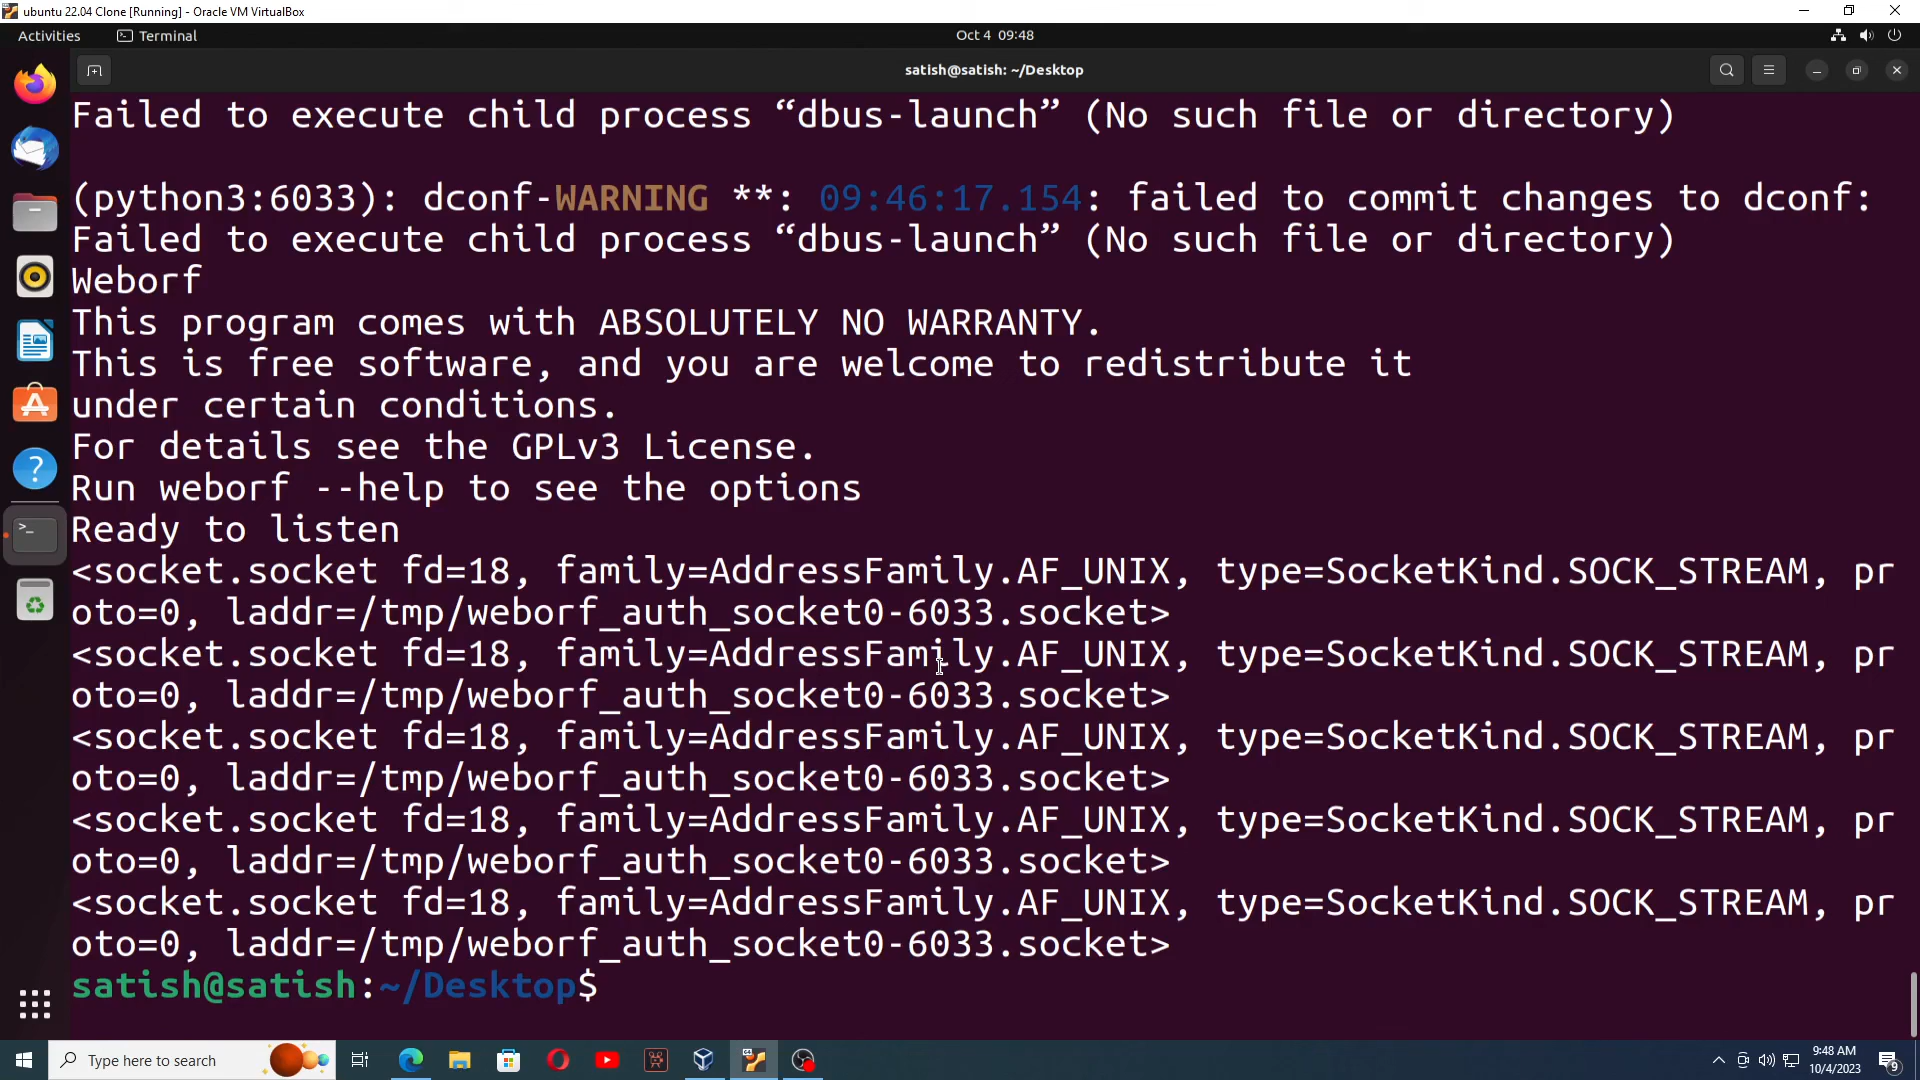 ubuntu 22.04 Clone [Running] - Oracle VM VirtualBox
Activities
Terminal
Oct 4 09:48
satish@satish: ~/Desktop
Failed to execute child process “dbus-launch” (No such file or directory)
(python3:6033): dconf-WARNING **: 09:46:17.154: failed to commit changes to dconf:
Failed to execute child process “dbus-launch” (No such file or directory)
Weborf
This program comes with ABSOLUTELY NO WARRANTY.
This is free software, and you are welcome to redistribute it
under certain conditions.
For details see the GPLv3 License.
Run weborf --help to see the options
Ready to listen
<socket.socket fd=18, family=AddressFamily.AF_UNIX, type=SocketKind.SOCK_STREAM, pr
oto=0, laddr=/tmp/weborf_auth_socket0-6033.socket>
<socket.socket fd=18, family=AddressFamily.AF_UNIX, type=SocketKind.SOCK_STREAM, pr
oto=0, laddr=/tmp/weborf_auth_socket0-6033.socket>
<socket.socket fd=18, family=AddressFamily.AF_UNIX, type=SocketKind.SOCK_STREAM, pr
oto=0, laddr=/tmp/weborf_auth_socket0-6033.socket>
<socket.socket fd=18, family=AddressFamily.AF_UNIX, type=SocketKind.SOCK_STREAM, pr
oto=0, laddr=/tmp/weborf_auth_socket0-6033.socket>
<socket.socket fd=18, family=AddressFamily.AF_UNIX, type=SocketKind.SOCK_STREAM, pr
oto=0, laddr=/tmp/weborf_auth_socket0-6033.socket>
satish@satish:~/Desktop$
Type here to search
9:48 AM
10/4/2023
9